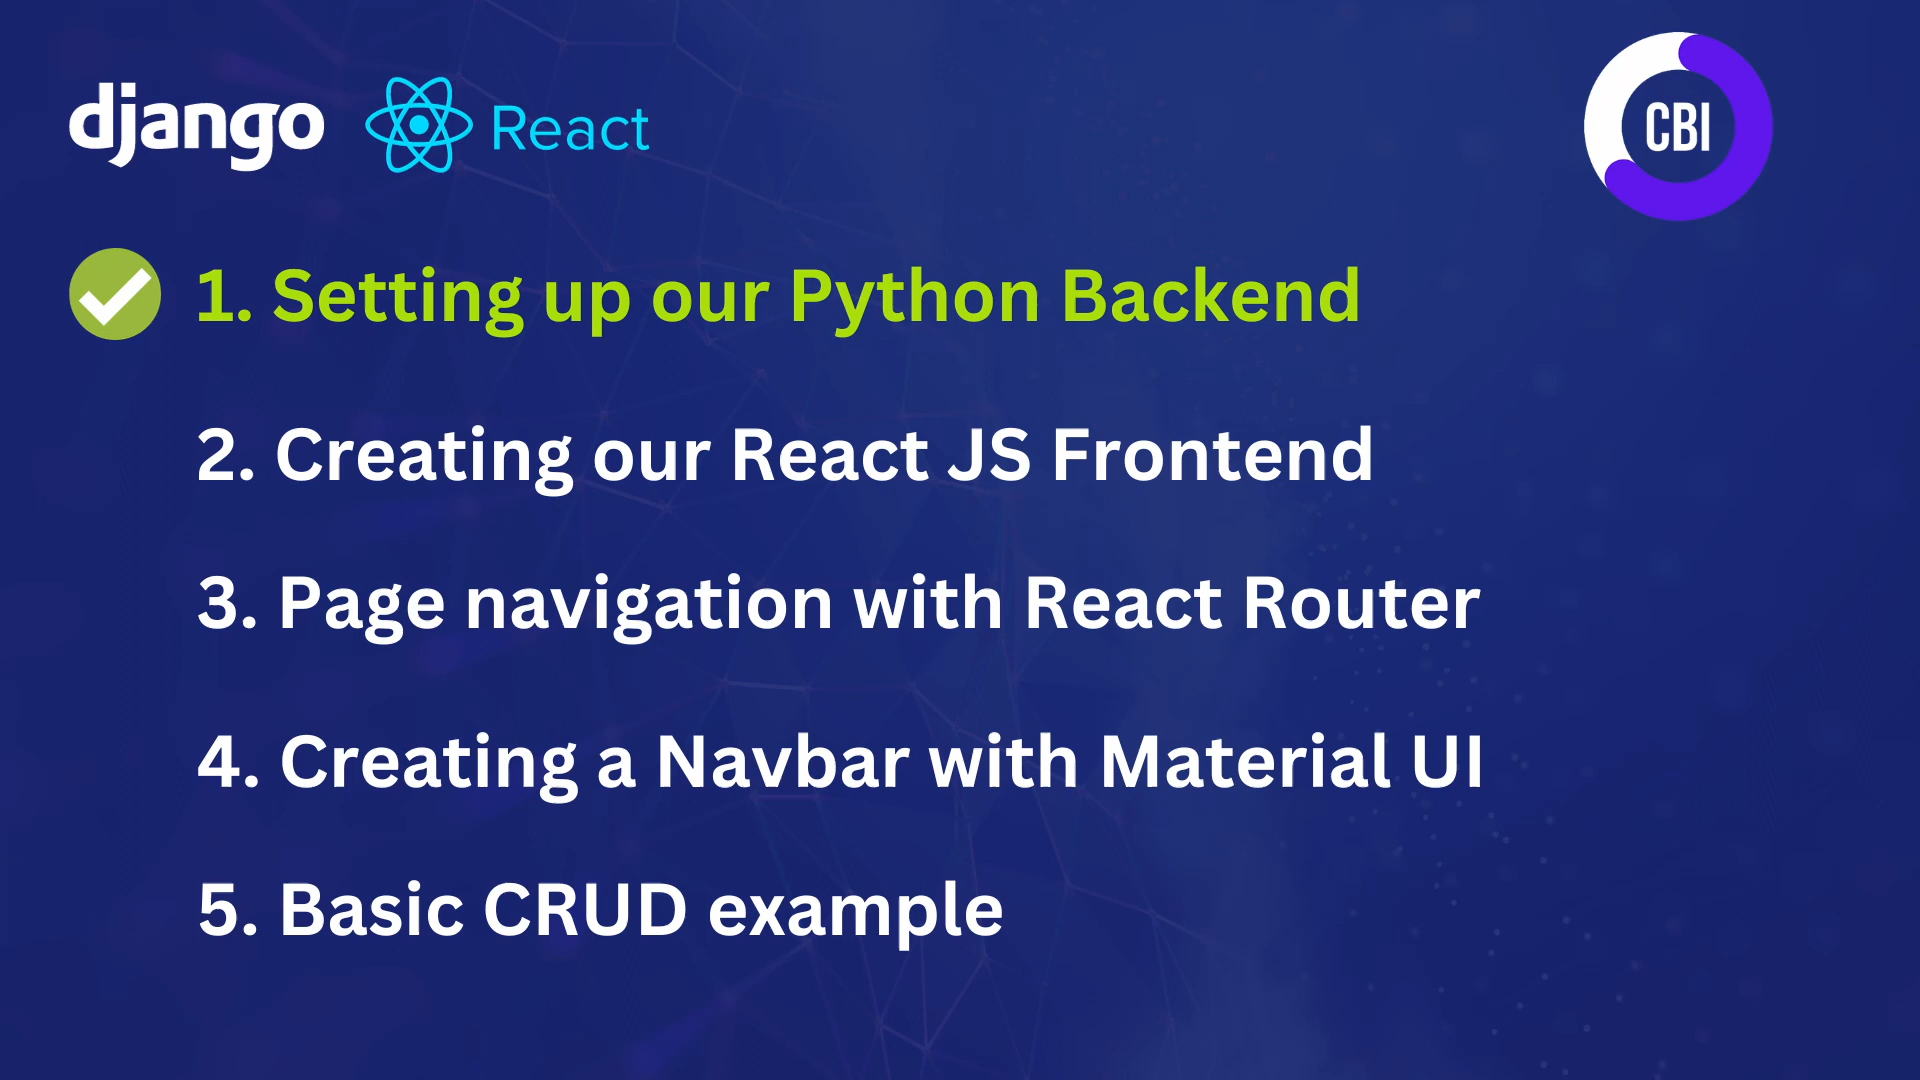 django React
CBI
1. Setting up our Python Backend
2. Creating our React JS Frontend
3. Page navigation with React Router
4. Creating a Navbar with Material UI
5. Basic CRUD example